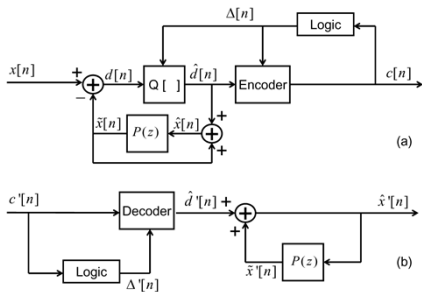 Δ[n] Logic
x[n] + d[n] Q [ ] d̂[n] Encoder c[n]
− +
x̃[n] P(z) x̂[n] +
(a)
c'[n] Decoder d̂'[n] + x̂'[n]
+
Logic Δ'[n] x̃'[n] P(z) (b)